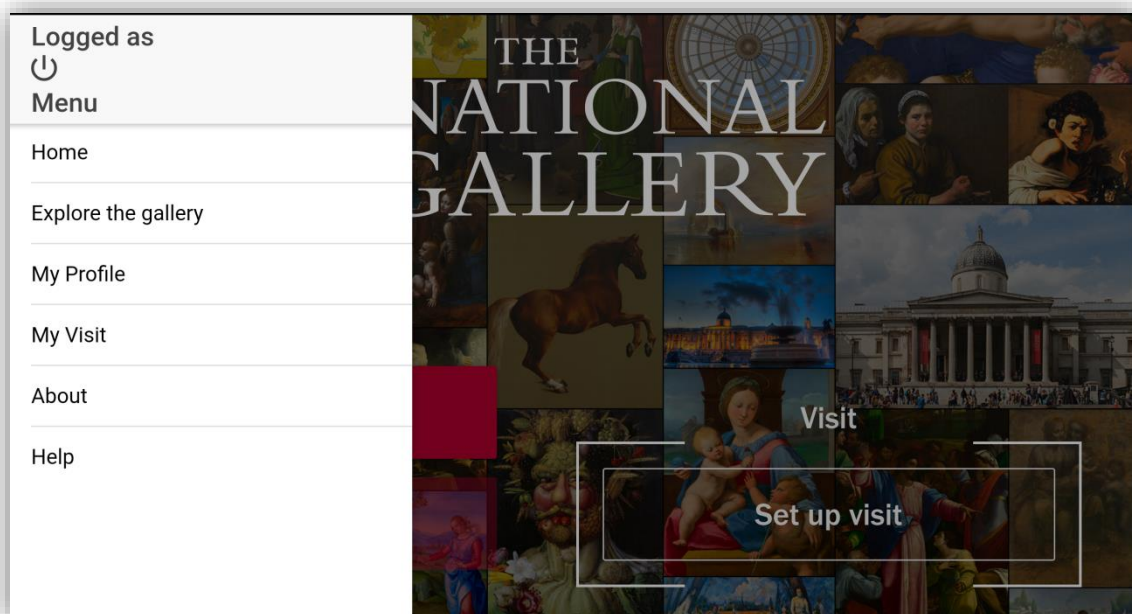 Logged as
Menu
Home
Explore the gallery
My Profile
My Visit
About
Help
THE
NATIONAL
GALLERY
Visit
Set up visit